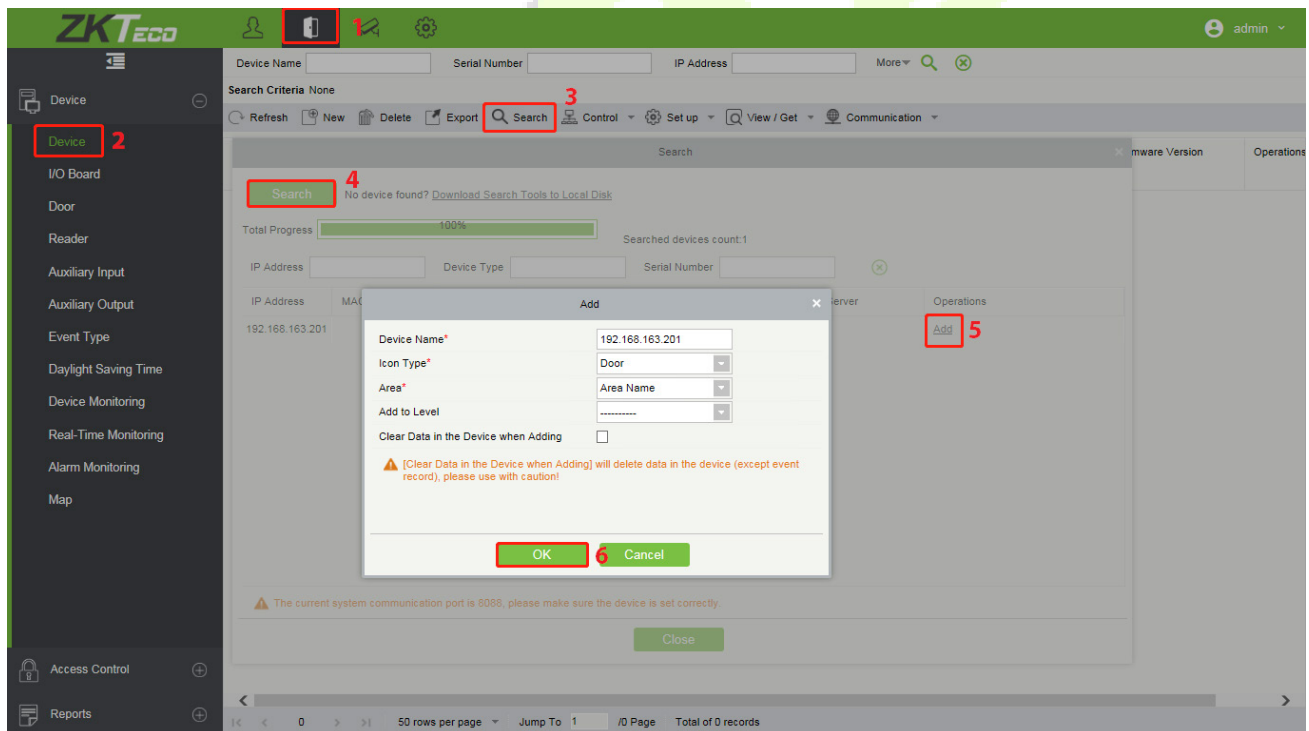 ZKTECO 1 admin
Device Name Serial Number IP Address More
Search Criteria None
3
Refresh New Delete Export Search Control Set up View / Get Communication
Device
Device 2
I/O Board
Door
Reader
Auxiliary Input
Auxiliary Output
Event Type
Daylight Saving Time
Device Monitoring
Real-Time Monitoring
Alarm Monitoring
Map
Access Control
Reports
Search × mware Version Operations
4
Search No device found? Download Search Tools to Local Disk
Total Progress 100% Searched devices count:1
IP Address Device Type Serial Number
IP Address MAC erver Operations
192.168.163.201 Add 5
Add ×
Device Name* 192.168.163.201
Icon Type* Door
Area* Area Name
Add to Level ----------
Clear Data in the Device when Adding
[Clear Data in the Device when Adding] will delete data in the device (except event
record), please use with caution!
OK 6 Cancel
The current system communication port is 8088, please make sure the device is set correctly.
Close
|< < 0 > >| 50 rows per page Jump To 1 /0 Page Total of 0 records